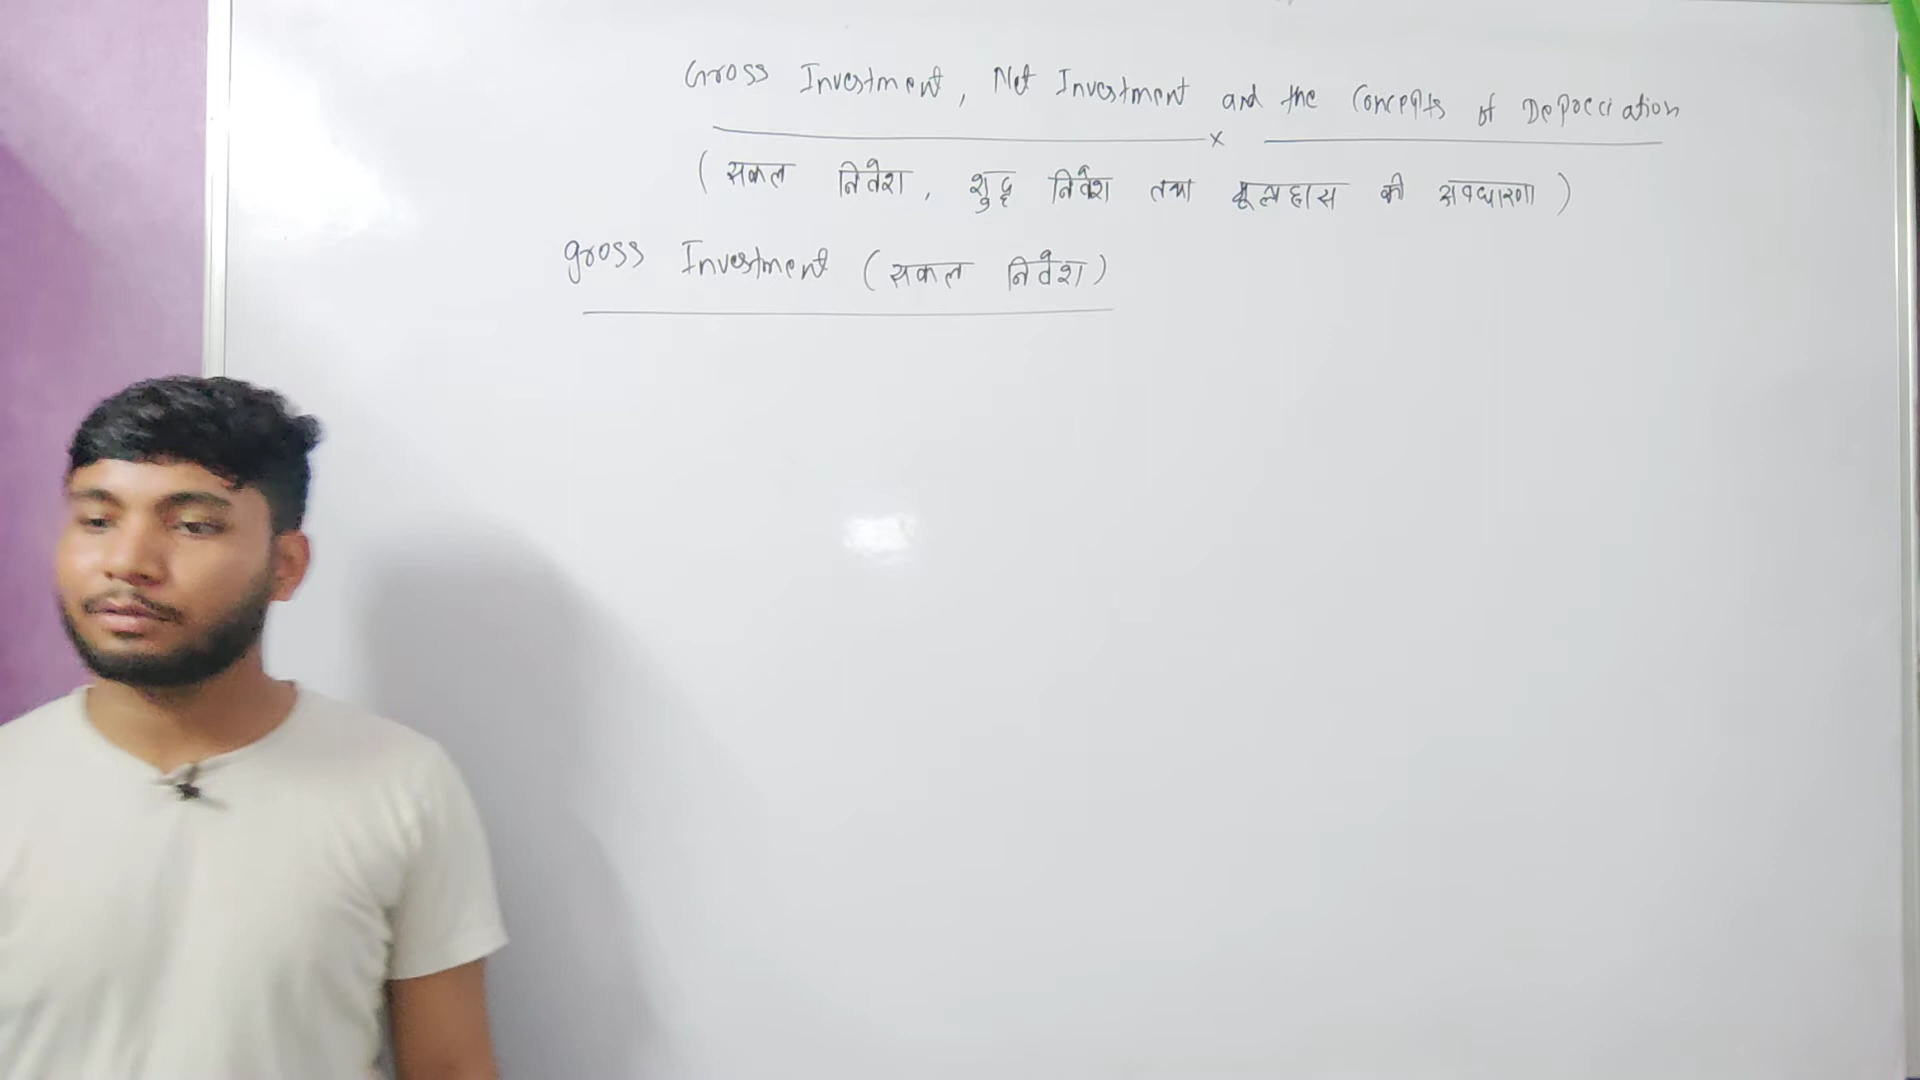 Gross Investment, Net Investment and the Concepts of Depreciation
(सकल निवेश, शुद्ध निवेश तथा मूल्यह्रास की अवधारणा)
gross Investment (सकल निवेश)